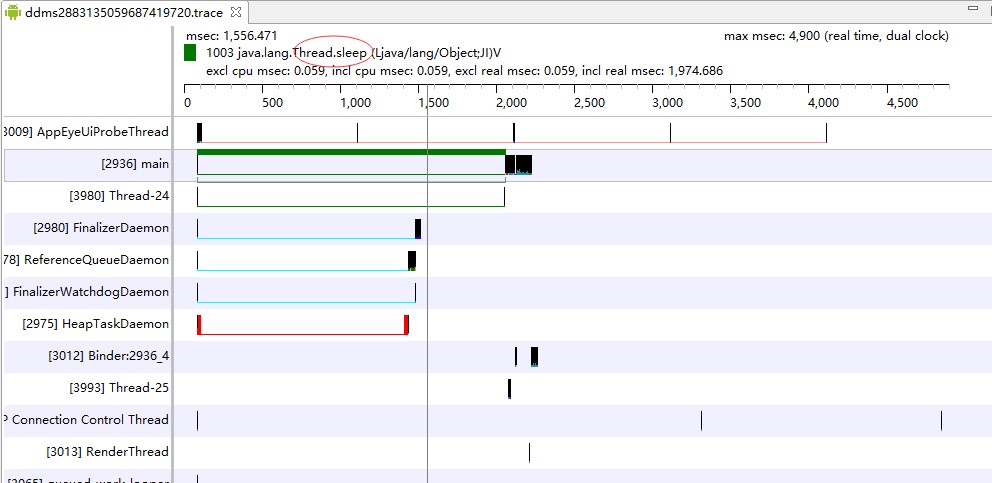 ddms2883135059687419720.trace
msec: 1,556.471
max msec: 4,900 (real time, dual clock)
1003 java.lang.Thread.sleep (Ljava/lang/Object;JI)V
excl cpu msec: 0.059, incl cpu msec: 0.059, excl real msec: 0.059, incl real msec: 1,974.686
0 500 1,000 1,500 2,000 2,500 3,000 3,500 4,000 4,500
3009] AppEyeUiProbeThread
[2936] main
[3980] Thread-24
[2980] FinalizerDaemon
78] ReferenceQueueDaemon
] FinalizerWatchdogDaemon
[2975] HeapTaskDaemon
[3012] Binder:2936_4
[3993] Thread-25
P Connection Control Thread
[3013] RenderThread
[3065] queued-work-looper